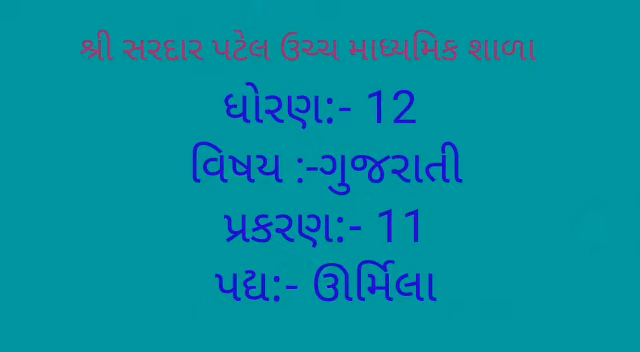 શ્રી સરદાર પટેલ ઉચ્ચ માધ્યમિક શાળા
ધોરણ:- 12
વિષય :-ગુજરાતી
પ્રકરણ:- 11
પદ્ય:- ઊર્મિલા